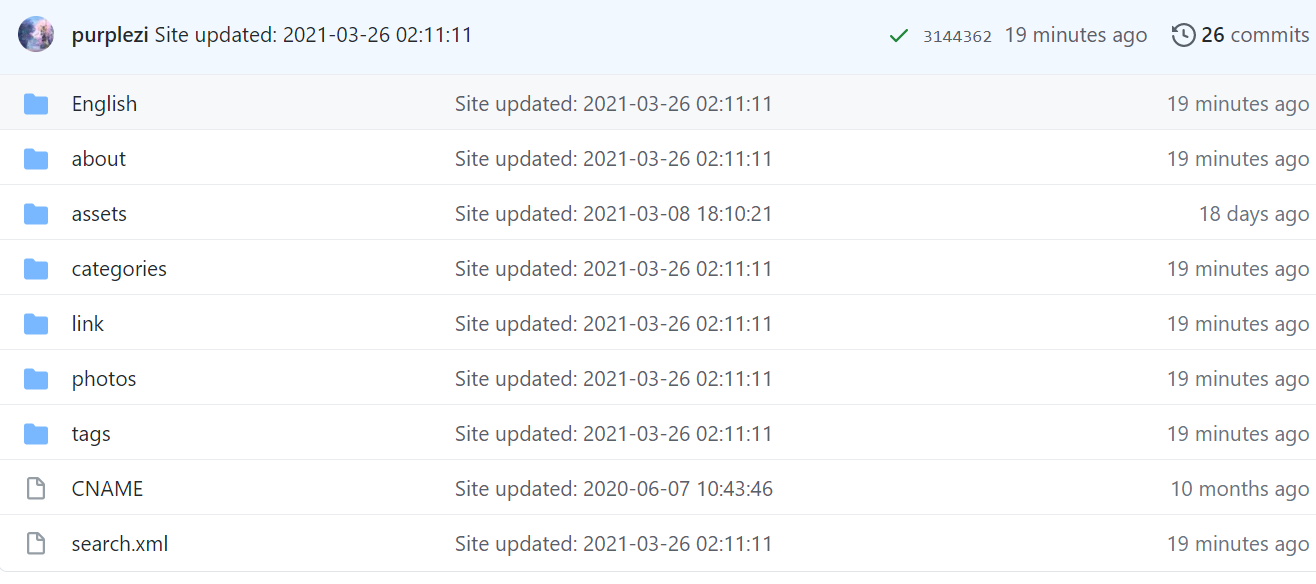 purplezi Site updated: 2021-03-26 02:11:11 3144362 19 minutes ago 26 commits
English Site updated: 2021-03-26 02:11:11 19 minutes ago
about Site updated: 2021-03-26 02:11:11 19 minutes ago
assets Site updated: 2021-03-08 18:10:21 18 days ago
categories Site updated: 2021-03-26 02:11:11 19 minutes ago
link Site updated: 2021-03-26 02:11:11 19 minutes ago
photos Site updated: 2021-03-26 02:11:11 19 minutes ago
tags Site updated: 2021-03-26 02:11:11 19 minutes ago
CNAME Site updated: 2020-06-07 10:43:46 10 months ago
search.xml Site updated: 2021-03-26 02:11:11 19 minutes ago